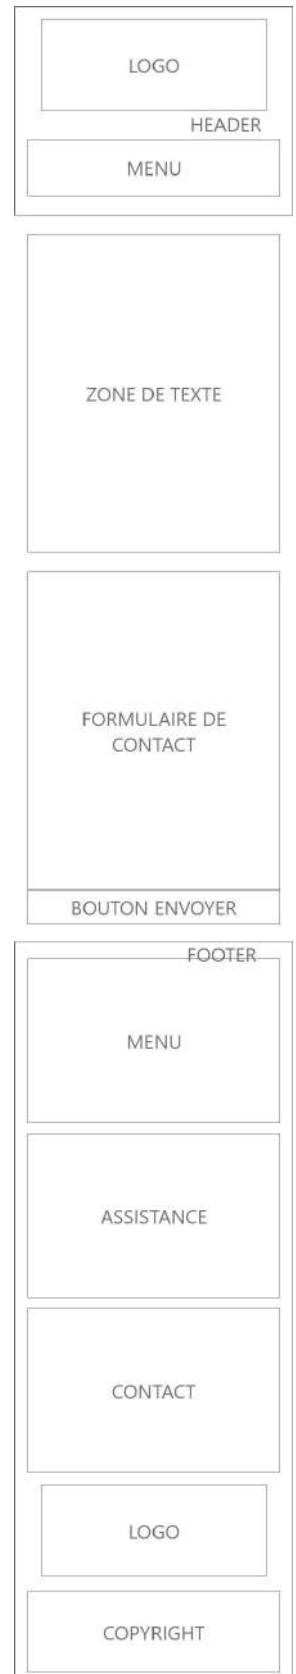 LOGO
HEADER
MENU
ZONE DE TEXTE
FORMULAIRE DE
CONTACT
BOUTON ENVOYER
FOOTER
MENU
ASSISTANCE
CONTACT
LOGO
COPYRIGHT